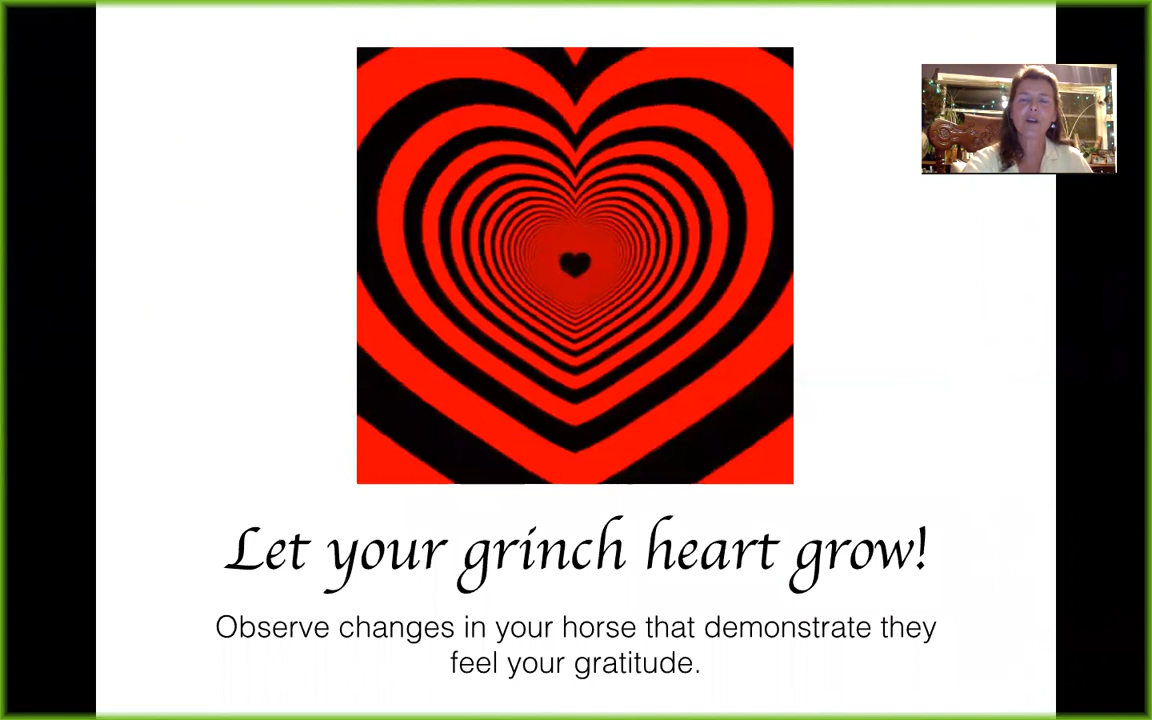 Let your grinch heart grow!
Observe changes in your horse that demonstrate they
feel your gratitude.